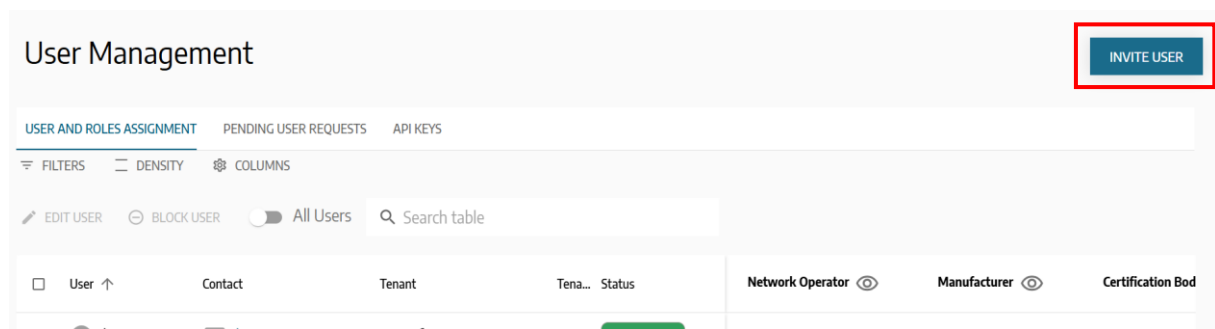 User Management
INVITE USER
USER AND ROLES ASSIGNMENT PENDING USER REQUESTS API KEYS
FILTERS DENSITY COLUMNS
EDIT USER BLOCK USER All Users Search table
User Contact Tenant Tena... Status Network Operator Manufacturer Certification Bod